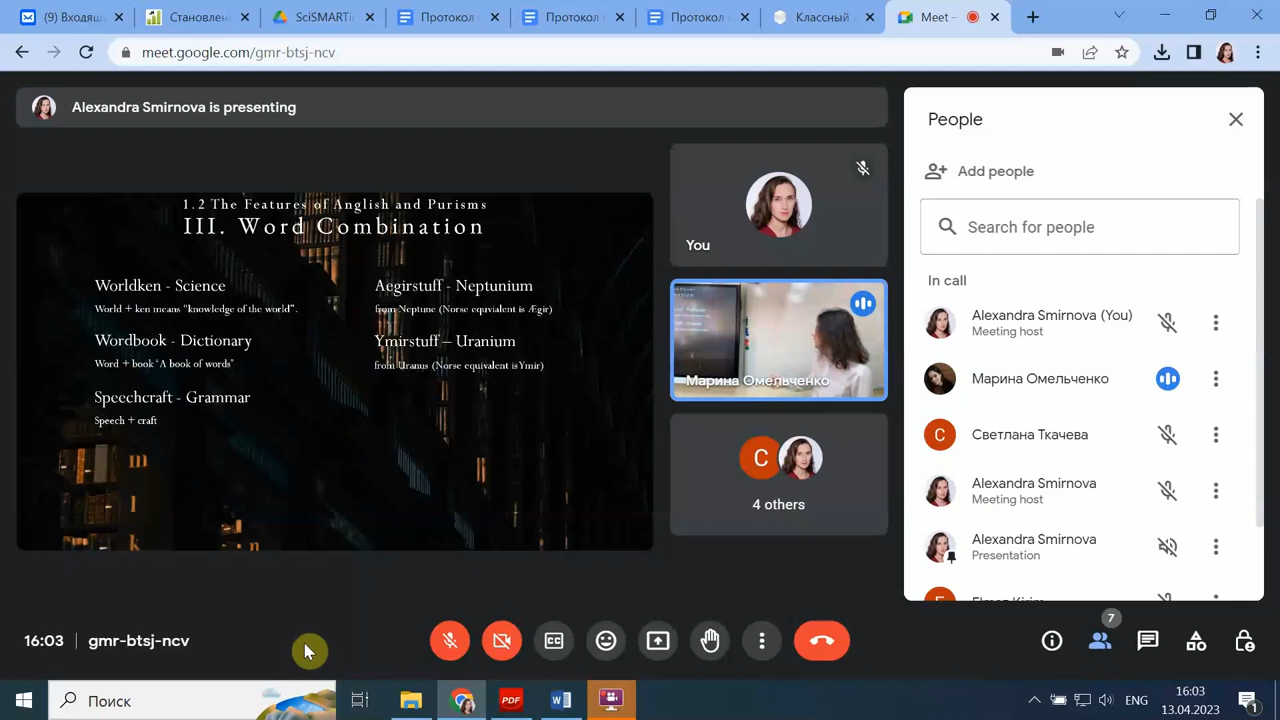 (9) Входящ
Становлен
SciSMARTi
Протокол с
Протокол
Протокол м
Классный
Meet –
meet.google.com/gmr-btsj-ncv
Alexandra Smirnova is presenting
1.2 The Features of Anglish and Purisms
III. Word Combination
Worldken - Science
World + ken means "knowledge of the world".
Wordbook - Dictionary
Word + book "A book of words"
Speechcraft - Grammar
Speech + craft
Aegirstuff - Neptunium
from Neptune (Norse equivalent is Ægir)
Ymirstuff – Uranium
from Uranus (Norse equivalent isYmir)
You
Марина Омельченко
C
4 others
People
Add people
Search for people
In call
Alexandra Smirnova (You)
Meeting host
Марина Омельченко
C
Светлана Ткачева
Alexandra Smirnova
Meeting host
Alexandra Smirnova
Presentation
16:03
gmr-btsj-ncv
CC
7
Поиск
PDF
ENG
16:03
13.04.2023
1